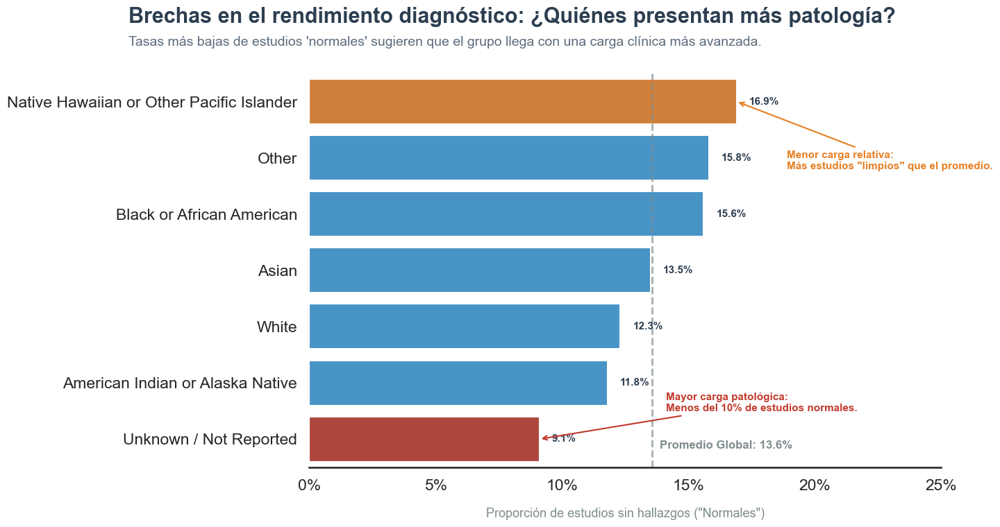 Brechas en el rendimiento diagnóstico: ¿Quiénes presentan más patología?
Tasas más bajas de estudios 'normales' sugieren que el grupo llega con una carga clínica más avanzada.
Native Hawaiian or Other Pacific Islander
16.9%
Menor carga relativa:
Más estudios "limpios" que el promedio.
Other
15.8%
Black or African American
15.6%
Asian
13.5%
White
12.3%
American Indian or Alaska Native
11.8%
Mayor carga patológica:
Menos del 10% de estudios normales.
Unknown / Not Reported
9.1%
Promedio Global: 13.6%
0%
5%
10%
15%
20%
25%
Proporción de estudios sin hallazgos ("Normales")